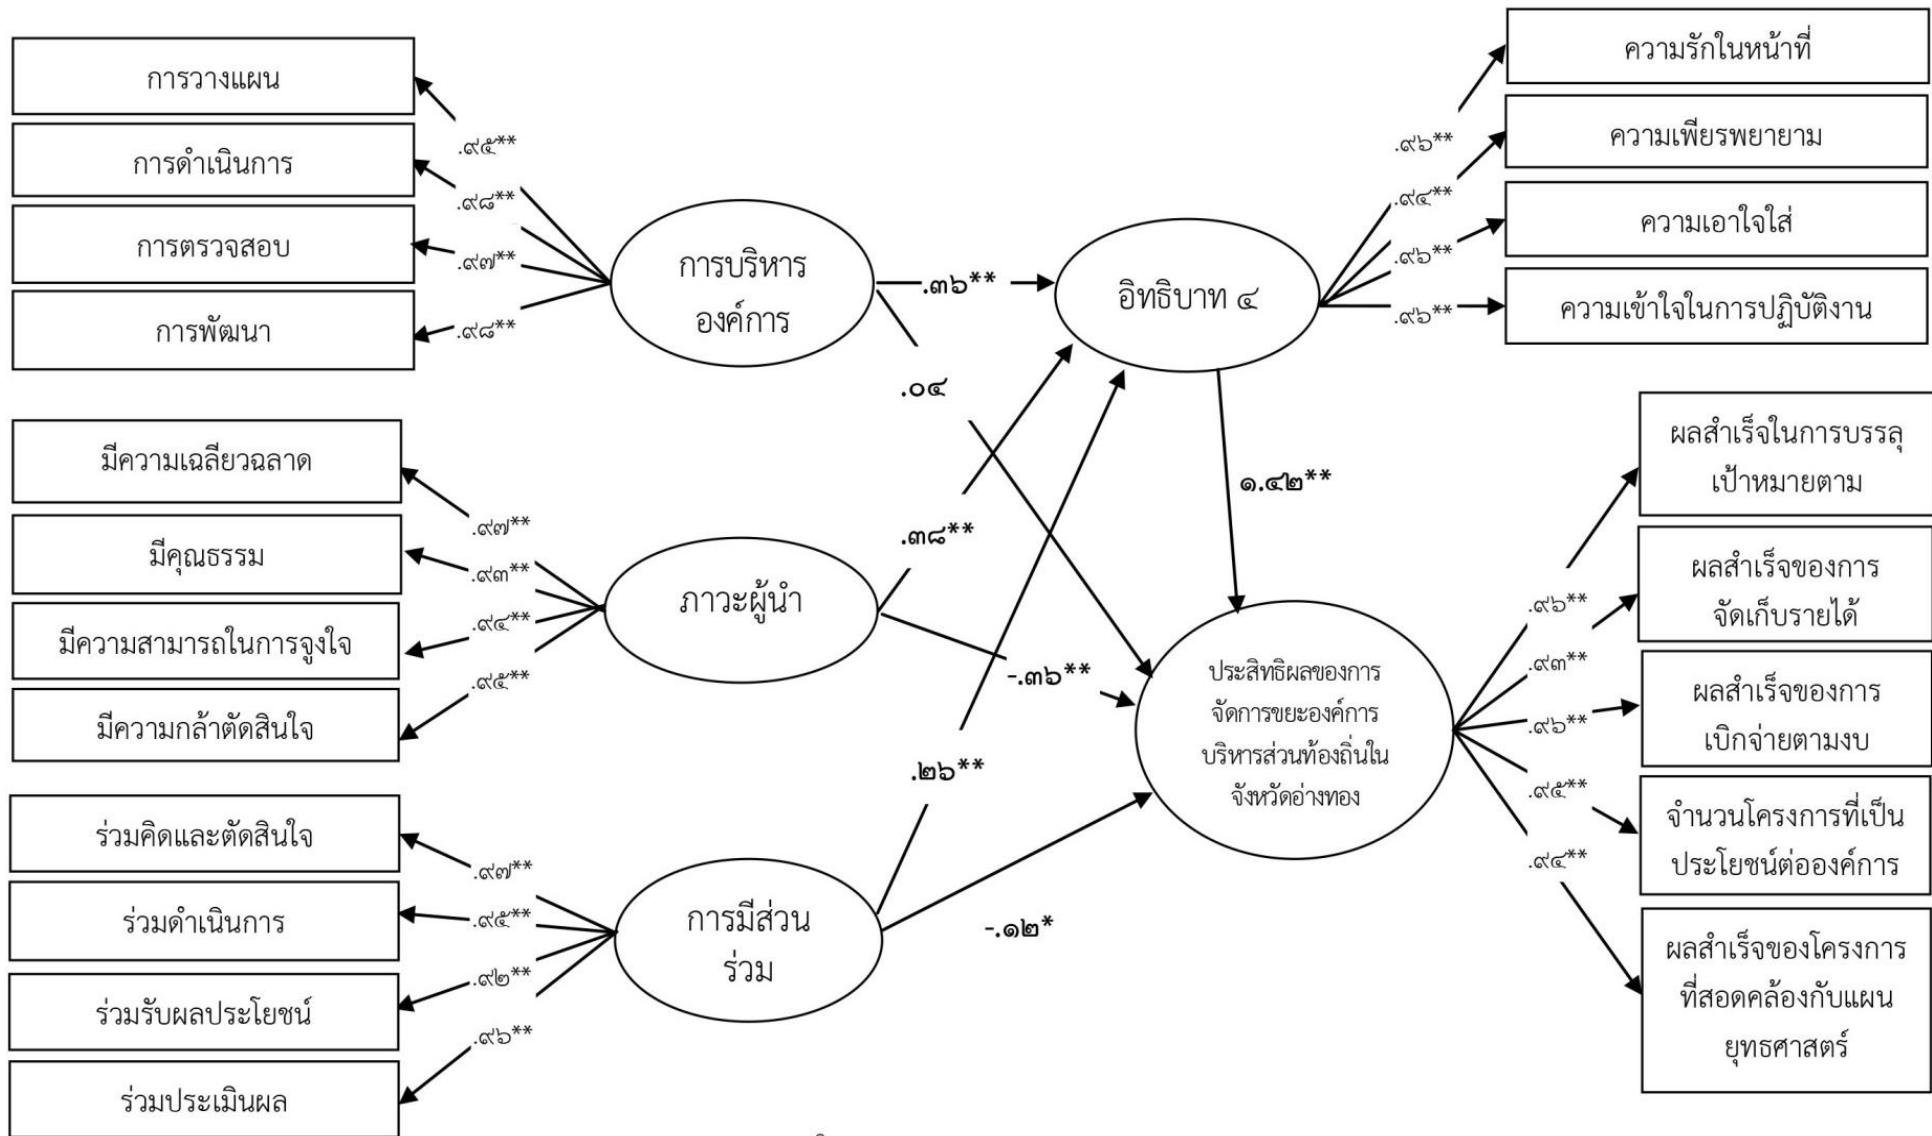 การวางแผน
การดำเนินการ
การตรวจสอบ
การพัฒนา
.๙๕**
.๙๘**
.๙๗**
.๙๘**
การบริหาร
องค์การ
มีความเฉลียวฉลาด
มีคุณธรรม
มีความสามารถในการจูงใจ
มีความกล้าตัดสินใจ
.๙๗**
.๙๓**
.๙๔**
.๙๕**
ภาวะผู้นำ
ร่วมคิดและตัดสินใจ
ร่วมดำเนินการ
ร่วมรับผลประโยชน์
ร่วมประเมินผล
.๙๗**
.๙๕**
.๙๒**
.๙๖**
การมีส่วน
ร่วม
.๓๖**
.๐๔
.๓๘**
-.๓๖**
.๒๖**
-.๑๒*
อิทธิบาท ๔
๑.๔๒**
ประสิทธิผลของการ
จัดการขยะองค์การ
บริหารส่วนท้องถิ่นใน
จังหวัดอ่างทอง
.๙๖**
.๙๔**
.๙๖**
.๙๖**
ความรักในหน้าที่
ความเพียรพยายาม
ความเอาใจใส่
ความเข้าใจในการปฏิบัติงาน
.๙๖**
.๙๓**
.๙๖**
.๙๕**
.๙๔**
ผลสำเร็จในการบรรลุ
เป้าหมายตาม
ผลสำเร็จของการ
จัดเก็บรายได้
ผลสำเร็จของการ
เบิกจ่ายตามงบ
จำนวนโครงการที่เป็น
ประโยชน์ต่อองค์การ
ผลสำเร็จของโครงการ
ที่สอดคล้องกับแผน
ยุทธศาสตร์